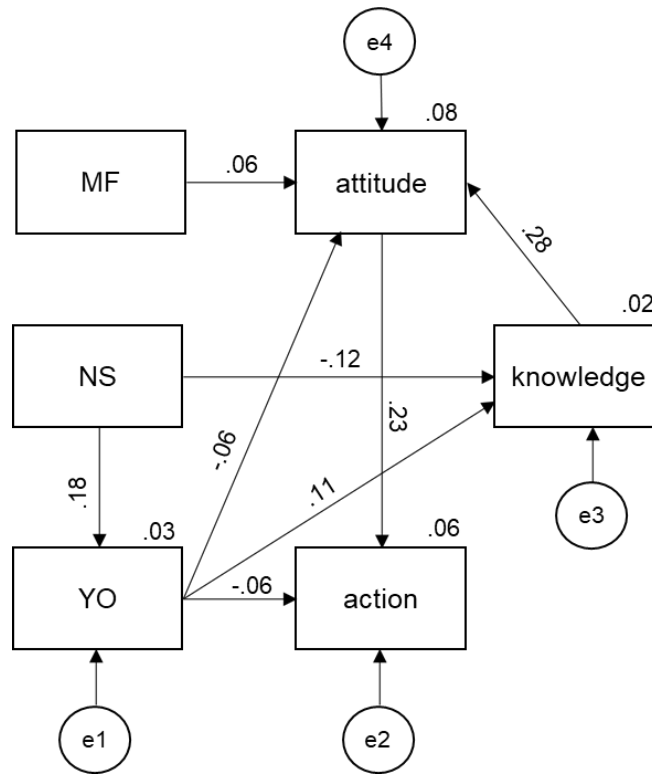 e4
.08
MF
.06
attitude
.28
.02
NS
-.12
knowledge
-.06
.23
.18
.11
e3
.03
.06
YO
-.06
action
e1
e2